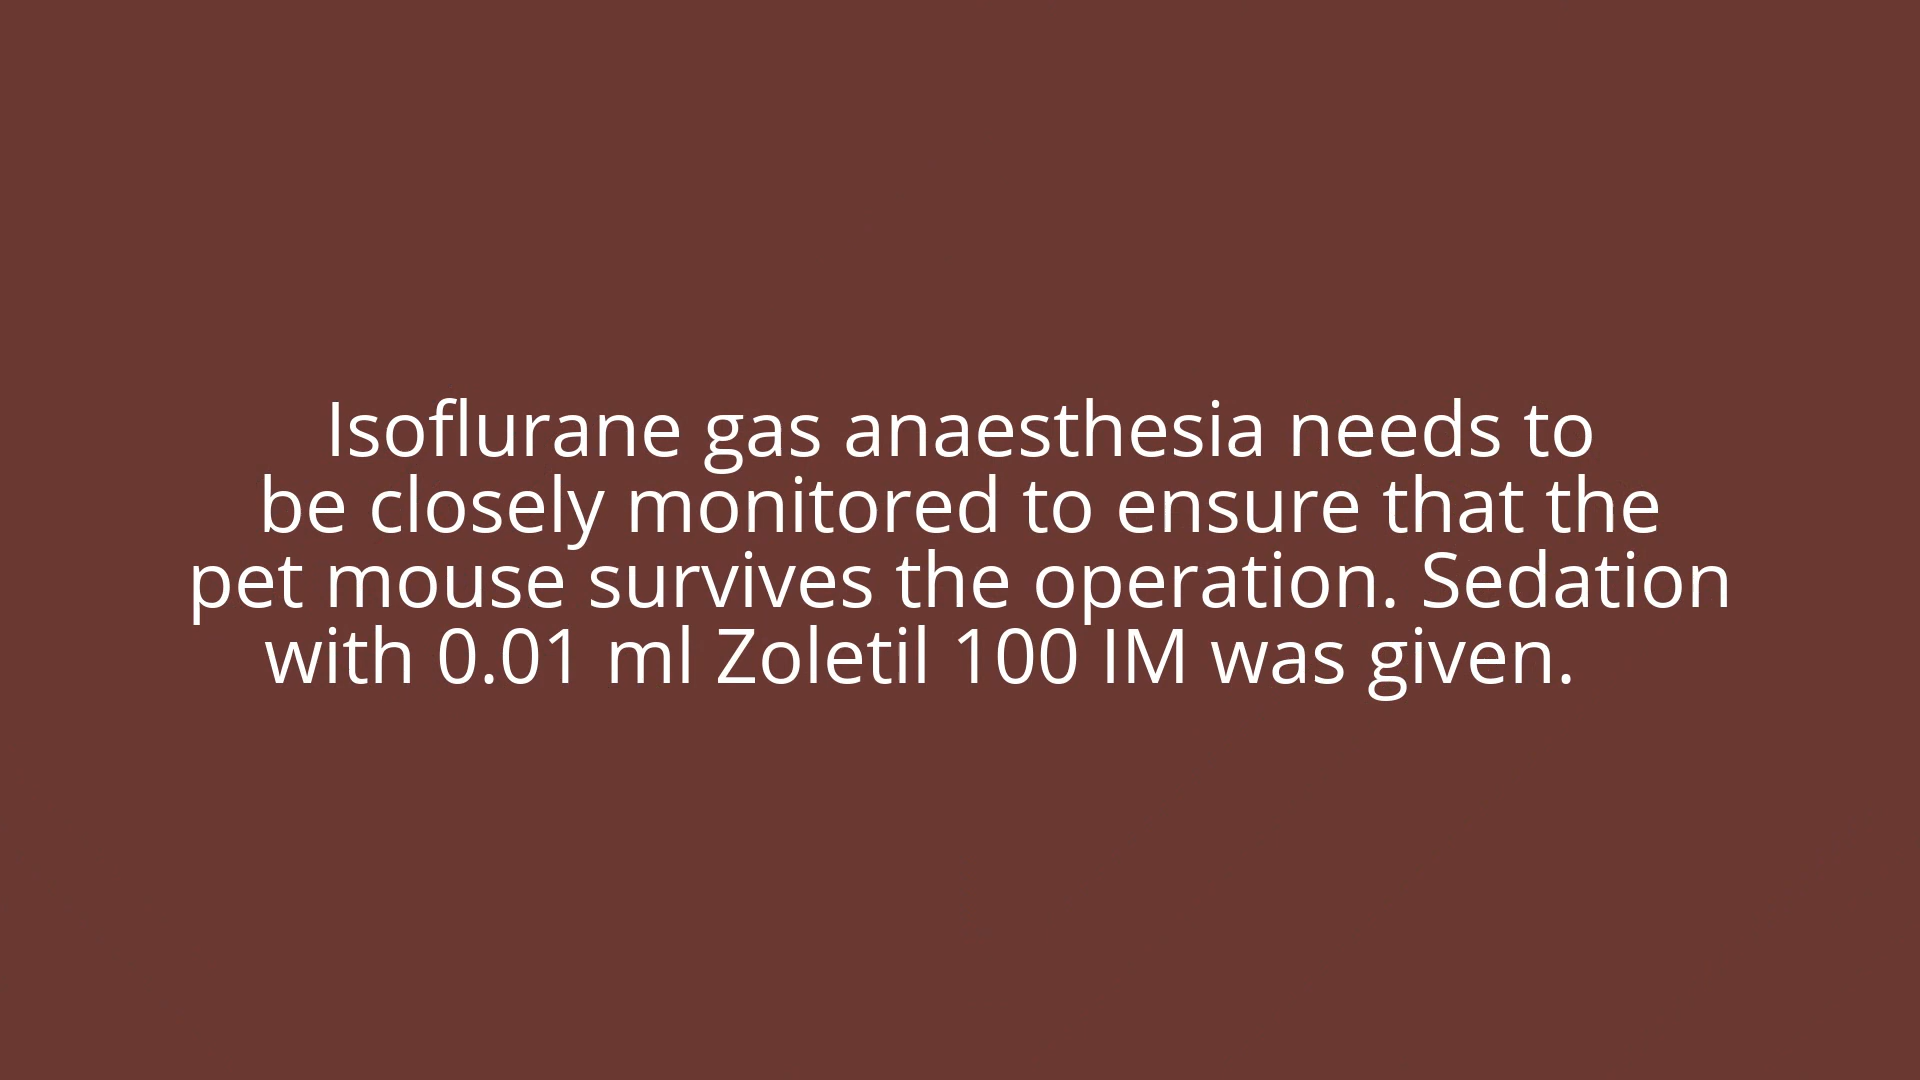 Isoflurane gas anaesthesia needs to
be closely monitored to ensure that the
pet mouse survives the operation. Sedation
with 0.01 ml Zoletil 100 IM was given.